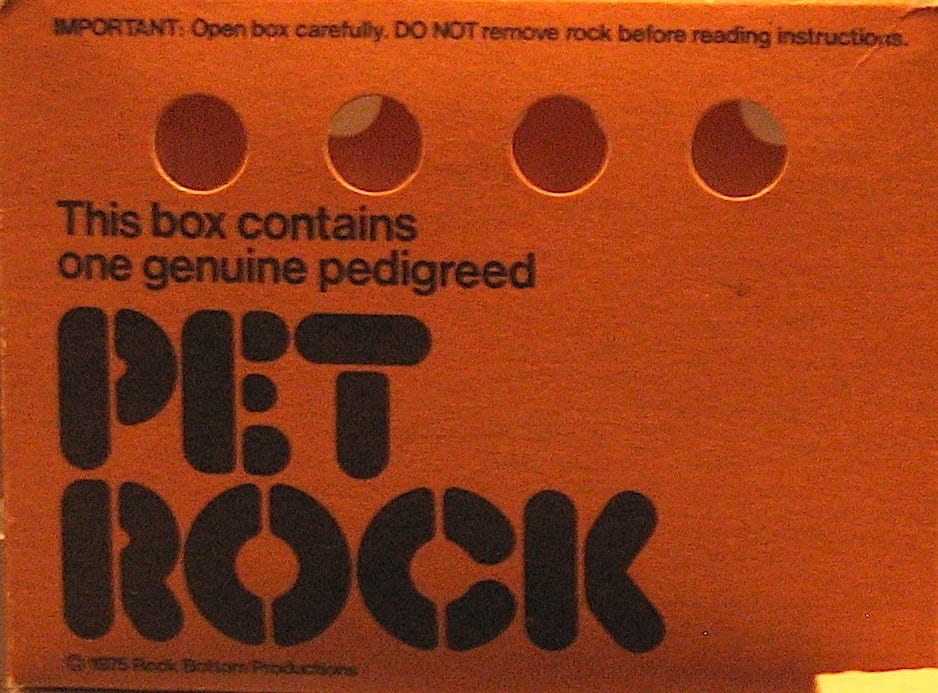 IMPORTANT: Open box carefully. DO NOT remove rock before reading instructions.
This box contains
one genuine pedigreed
PET
ROCK
© 1975 Rock Bottom Productions